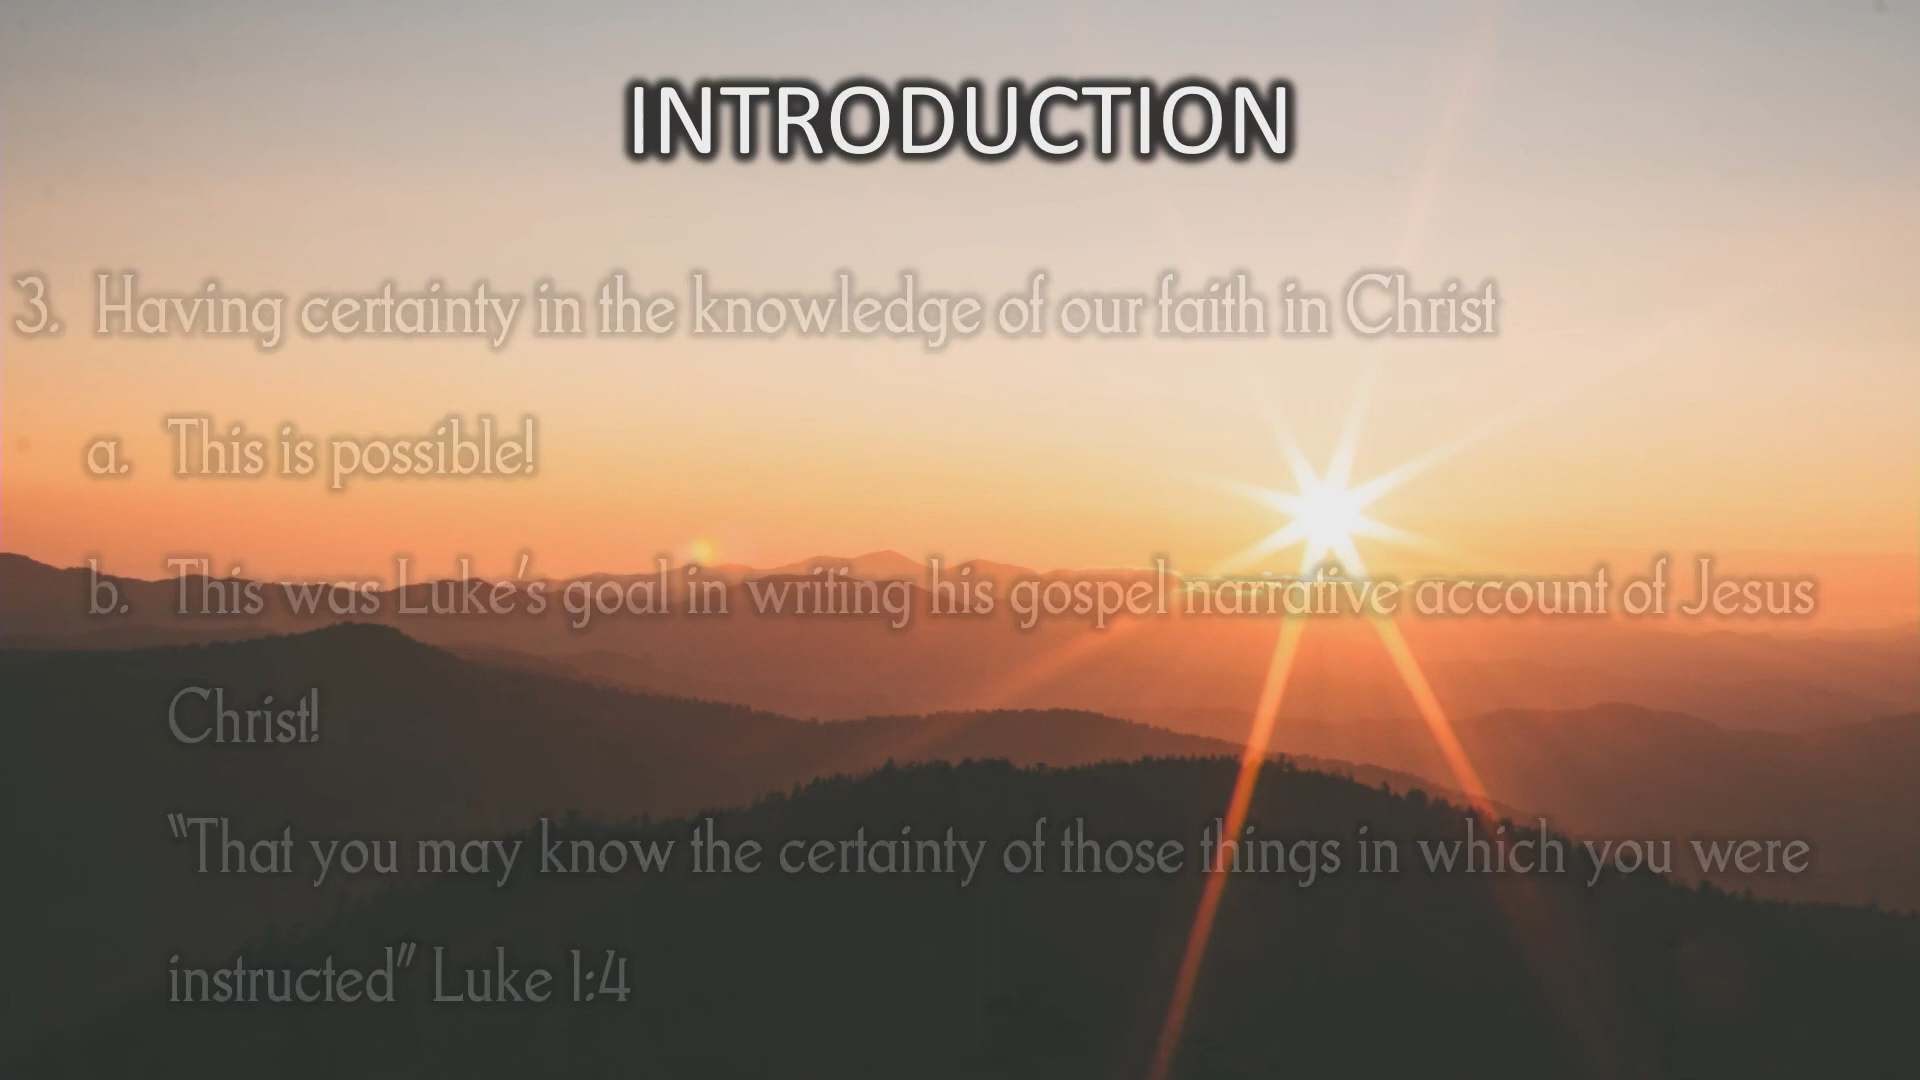 INTRODUCTION
3. Having certainty in the knowledge of our faith in Christ
a. This is possible!
b. This was Luke's goal in writing his gospel narrative account of Jesus
Christ!
"That you may know the certainty of those things in which you were
instructed" Luke 1:4